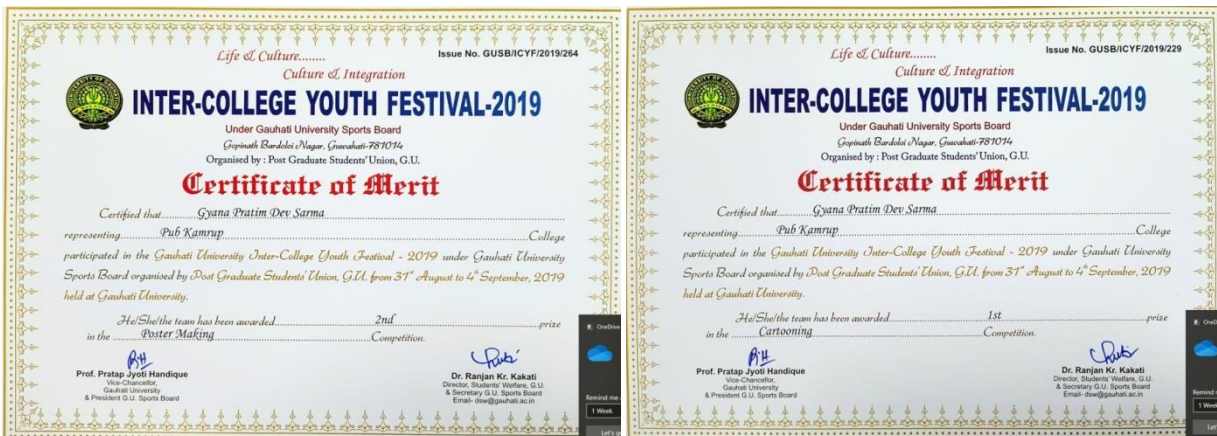 Issue No. GUSB/ICYF/2019/264
Life & Culture........
Culture & Integration
INTER-COLLEGE YOUTH FESTIVAL-2019
Under Gauhati University Sports Board
Gopinath Bardoloi Nagar, Guwahati-781014
Organised by : Post Graduate Students' Union, G.U.
Certificate of Merit
Certified that Gyana Pratim Dev Sarma
representing Pub Kamrup College
participated in the Gauhati University Inter-College Youth Festival - 2019 under Gauhati University
Sports Board organised by Post Graduate Students' Union, G.U. from 31st August to 4th September, 2019
held at Gauhati University.
He/She/the team has been awarded 2nd prize
in the Poster Making Competition.
Prof. Pratap Jyoti Handique
Vice-Chancellor,
Gauhati University
& President G.U. Sports Board
Dr. Ranjan Kr. Kakati
Director, Students' Welfare, G.U.
& Secretary G.U. Sports Board
Email- dsw@gauhati.ac.in
OneDrive
Remind me
1 Week
Issue No. GUSB/ICYF/2019/229
Life & Culture........
Culture & Integration
INTER-COLLEGE YOUTH FESTIVAL-2019
Under Gauhati University Sports Board
Gopinath Bardoloi Nagar, Guwahati-781014
Organised by : Post Graduate Students' Union, G.U.
Certificate of Merit
Certified that Gyana Pratim Dev Sarma
representing Pub Kamrup College
participated in the Gauhati University Inter-College Youth Festival - 2019 under Gauhati University
Sports Board organised by Post Graduate Students' Union, G.U. from 31st August to 4th September, 2019
held at Gauhati University.
He/She/the team has been awarded 1st prize
in the Cartooning Competition.
Prof. Pratap Jyoti Handique
Vice-Chancellor,
Gauhati University
& President G.U. Sports Board
Dr. Ranjan Kr. Kakati
Director, Students' Welfare, G.U.
& Secretary G.U. Sports Board
Email- dsw@gauhati.ac.in
Remind
1 Week